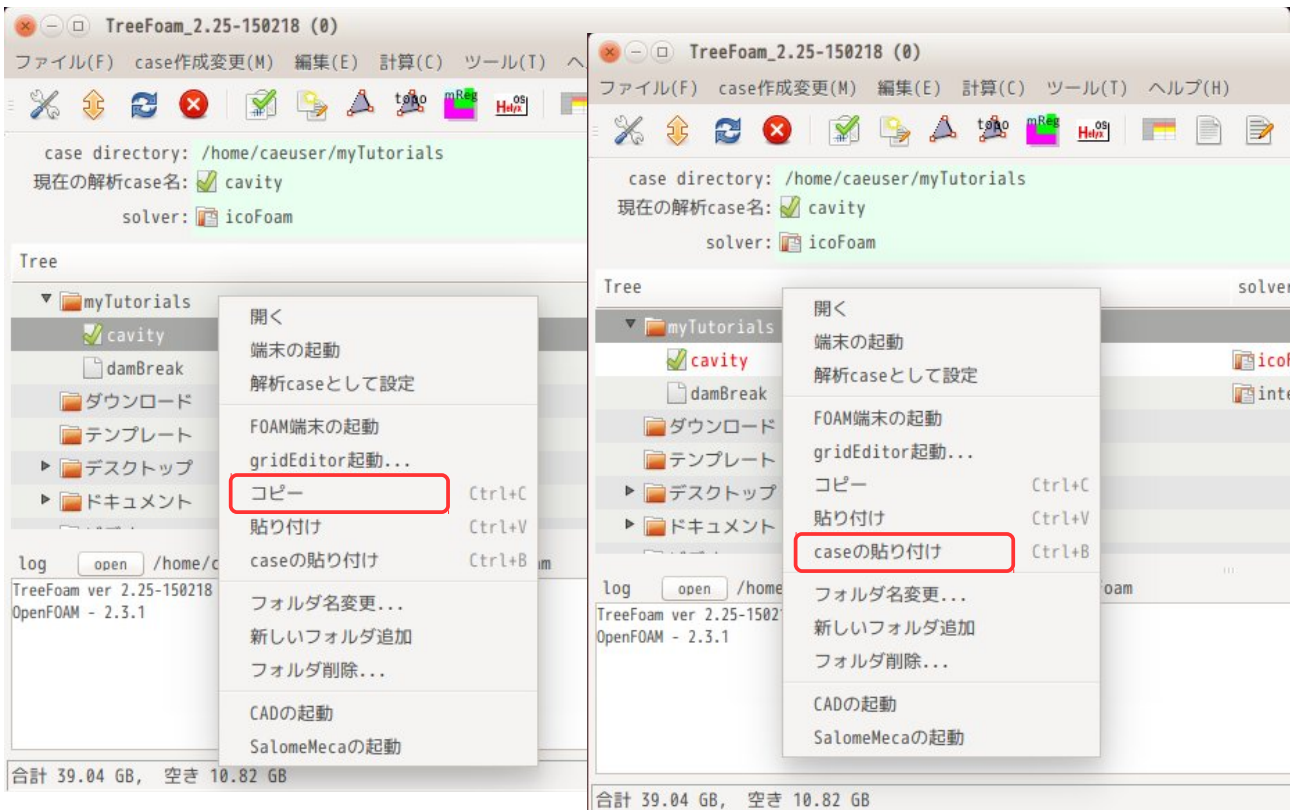 TreeFoam_2.25-150218 (0)
ファイル(F) case作成変更(M) 編集(E) 計算(C) ツール(T) ヘ
topo mReg Helyx OS
case directory: /home/caeuser/myTutorials
現在の解析case名: cavity
solver: icoFoam
Tree
myTutorials
cavity
damBreak
ダウンロード
テンプレート
デスクトップ
ドキュメント
開く
端末の起動
解析caseとして設定
FOAM端末の起動
gridEditor起動...
コピー Ctrl+C
貼り付け Ctrl+V
caseの貼り付け Ctrl+B
フォルダ名変更...
新しいフォルダ追加
フォルダ削除...
CADの起動
SalomeMecaの起動
log open /home/c am
TreeFoam ver 2.25-150218
OpenFOAM - 2.3.1
合計 39.04 GB, 空き 10.82 GB
TreeFoam_2.25-150218 (0)
ファイル(F) case作成変更(M) 編集(E) 計算(C) ツール(T) ヘルプ(H)
topo mReg Helyx OS
case directory: /home/caeuser/myTutorials
現在の解析case名: cavity
solver: icoFoam
Tree solver
myTutorials
cavity icoF
damBreak inte
ダウンロード
テンプレート
デスクトップ
ドキュメント
開く
端末の起動
解析caseとして設定
FOAM端末の起動
gridEditor起動...
コピー Ctrl+C
貼り付け Ctrl+V
caseの貼り付け Ctrl+B
フォルダ名変更...
新しいフォルダ追加
フォルダ削除...
CADの起動
SalomeMecaの起動
log open /home oam
TreeFoam ver 2.25-1502
OpenFOAM - 2.3.1
合計 39.04 GB, 空き 10.82 GB